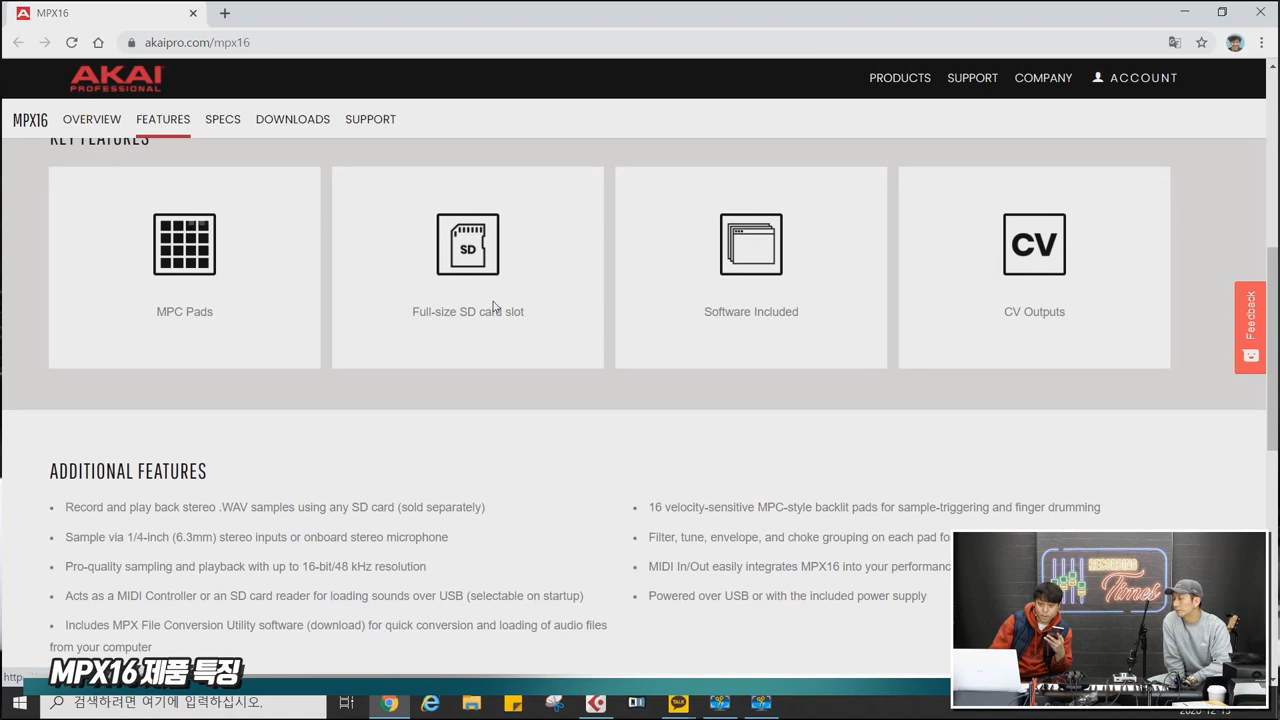 MPX16
akaipro.com/mpx16
AKAI
PROFESSIONAL
PRODUCTS SUPPORT COMPANY ACCOUNT
MPX16 OVERVIEW FEATURES SPECS DOWNLOADS SUPPORT
KEY FEATURES
SD
CV
MPC Pads
Full-size SD card slot
Software Included
CV Outputs
Feedback
ADDITIONAL FEATURES
Record and play back stereo .WAV samples using any SD card (sold separately)
Sample via 1/4-inch (6.3mm) stereo inputs or onboard stereo microphone
Pro-quality sampling and playback with up to 16-bit/48 kHz resolution
Acts as a MIDI Controller or an SD card reader for loading sounds over USB (selectable on startup)
Includes MPX File Conversion Utility software (download) for quick conversion and loading of audio files
from your computer
16 velocity-sensitive MPC-style backlit pads for sample-triggering and finger drumming
Filter, tune, envelope, and choke grouping on each pad fo
MIDI In/Out easily integrates MPX16 into your performanc
Powered over USB or with the included power supply
Times
http
MPX16 제품 특징
검색하려면 여기에 입력하십시오.
TALK